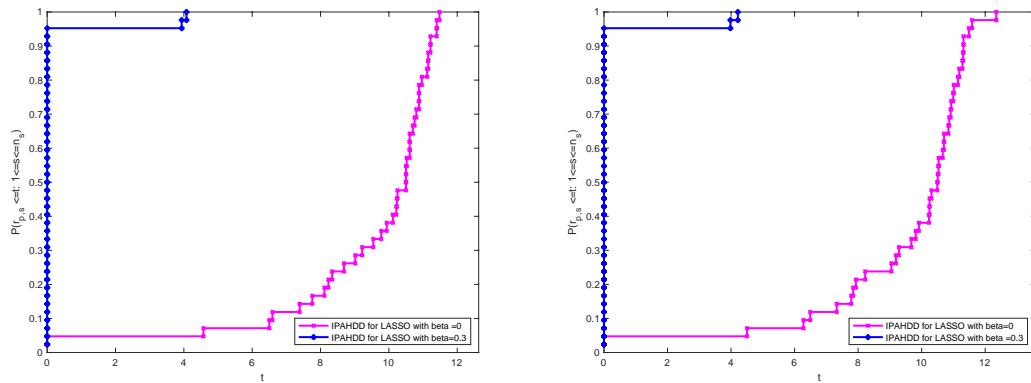 1
0.9
0.8
0.7
0.6
0.5
0.4
0.3
0.2
0.1
0
P(r_{p,s} <=t: 1<=s<=n_s)
IPAHDD for LASSO with beta =0
IPAHDD for LASSO with beta=0.3
0 2 4 6 8 10 12
t
1
0.9
0.8
0.7
0.6
0.5
0.4
0.3
0.2
0.1
0
P(r_{p,s} <=t: 1<=s<=n_s)
IPAHDD for LASSO with beta=0
IPAHDD for LASSO with beta=0.3
0 2 4 6 8 10 12
t